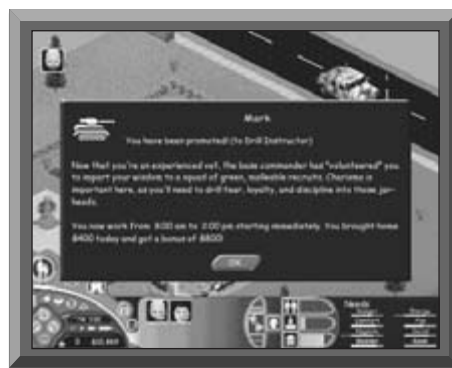 Mark
You have been promoted! (to Drill Instructor)
Now that you're an experienced vet, the base commander has "volunteered" you
to impart your wisdom to a squad of green, malleable recruits. Charisma is
important here, as you'll need to drill fear, loyalty, and discipline into those jar-
heads.
You now work from 8:00 am to 2:00 pm starting immediately. You brought home
$400 today and got a bonus of $800!
OK
Needs